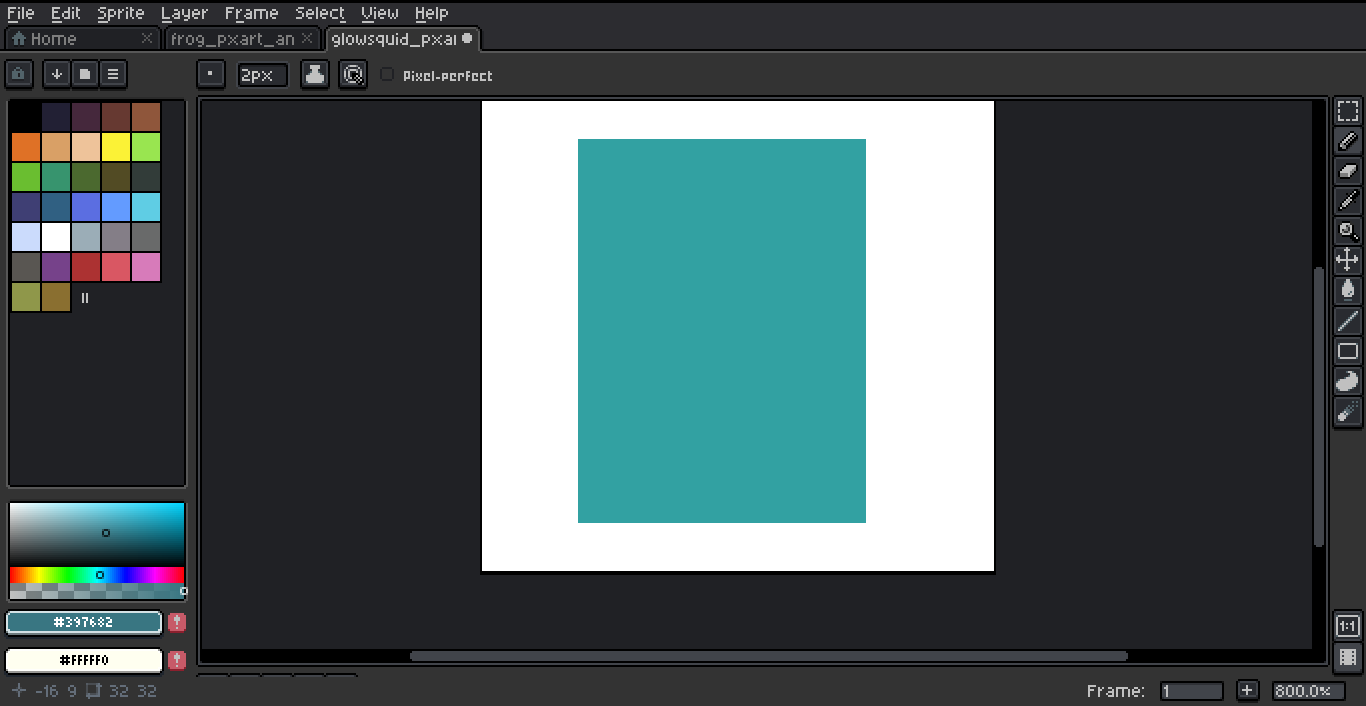 File Edit Sprite Layer Frame Select View Help
Home frog_pxart_an glowsquid_pxar
2px Pixel-perfect
#397682
#FFFFF0
1:1
-16 9 32 32 Frame: 1 800.0%